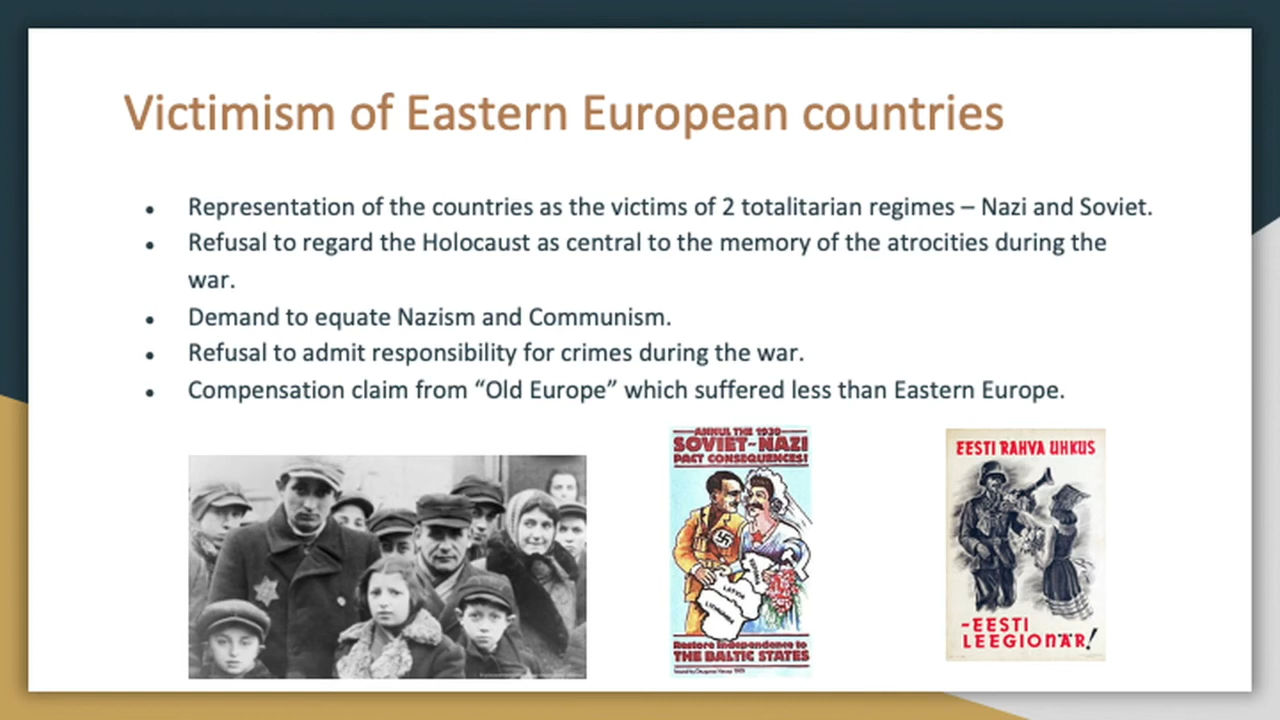 Victimism of Eastern European countries
• Representation of the countries as the victims of 2 totalitarian regimes – Nazi and Soviet.
• Refusal to regard the Holocaust as central to the memory of the atrocities during the
war.
• Demand to equate Nazism and Communism.
• Refusal to admit responsibility for crimes during the war.
• Compensation claim from “Old Europe” which suffered less than Eastern Europe.
ANNUL THE 1939
SOVIET-NAZI
PACT CONSEQUENCES!
LATVIA
LITHUANIA
Restore Independence to
THE BALTIC STATES
EESTI RAHVA UHKUS
-EESTI
LEEGIONÄR!